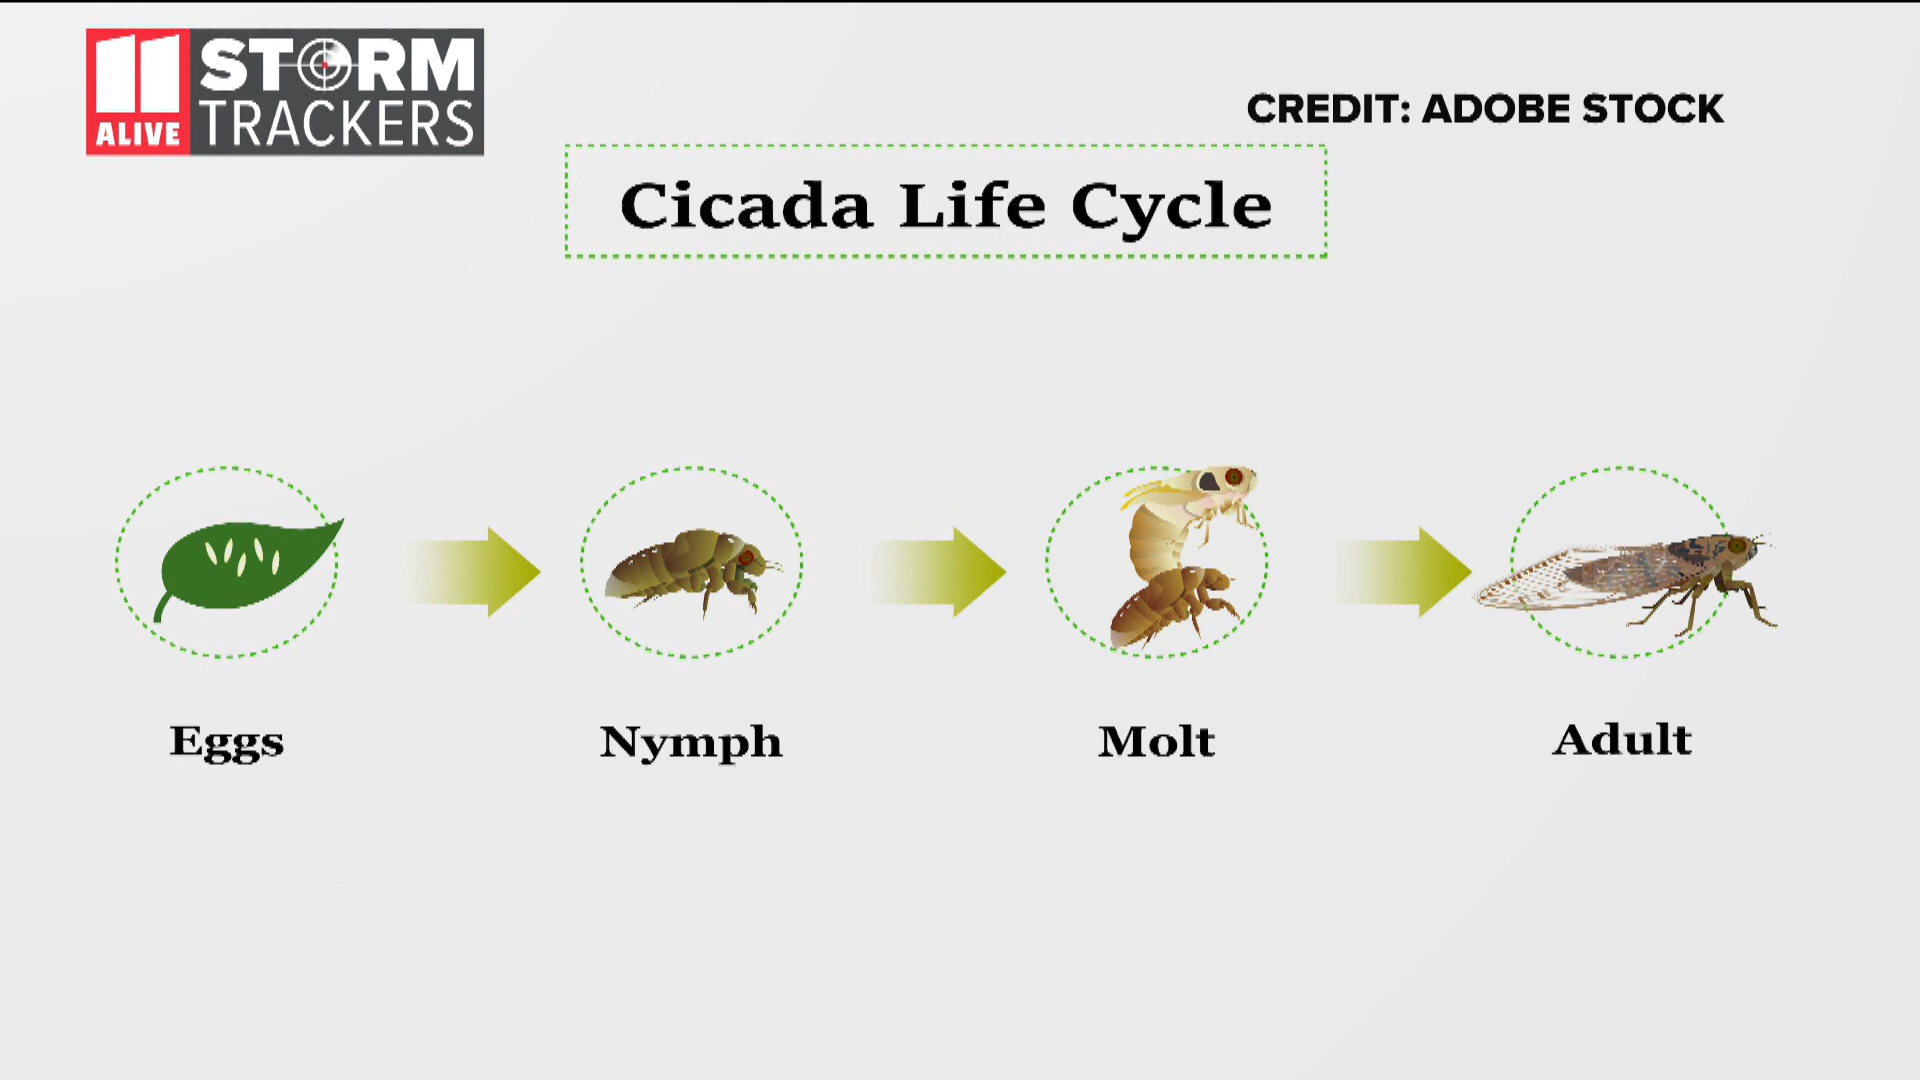 11 ALIVE
STORM
TRACKERS
CREDIT: ADOBE STOCK
Cicada Life Cycle
Eggs
Nymph
Molt
Adult